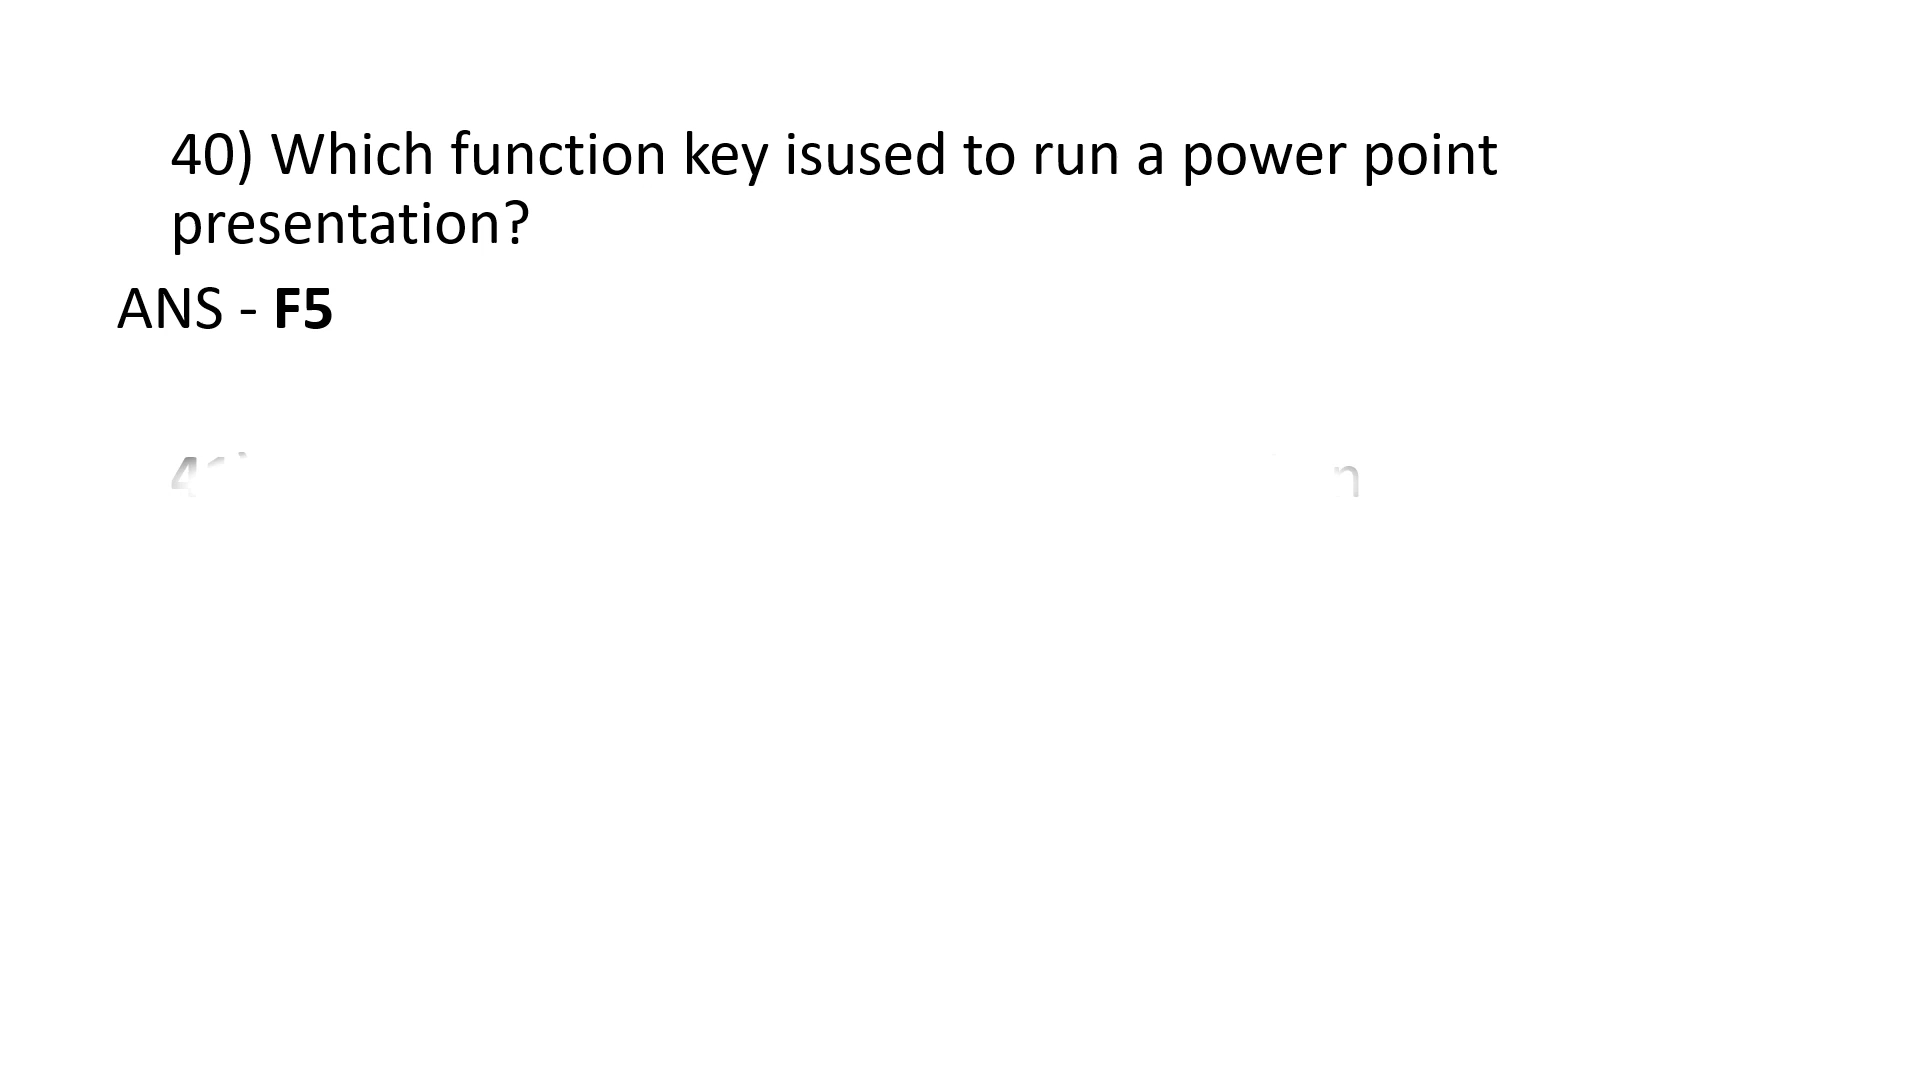 40) Which function key isused to run a power point
presentation?
ANS - F5